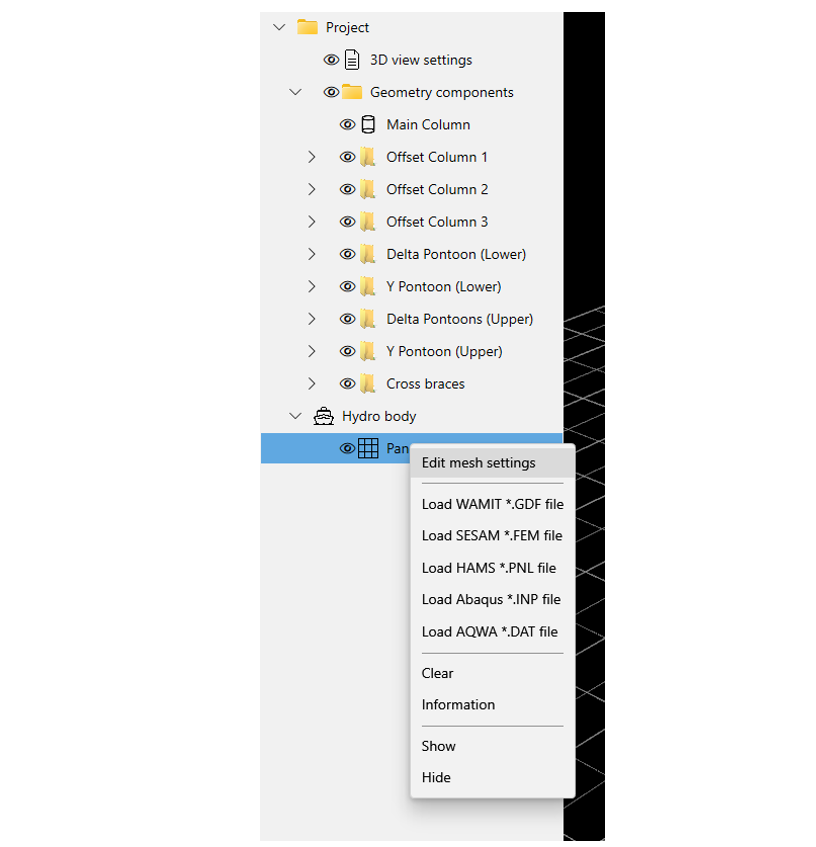 Project
3D view settings
Geometry components
Main Column
Offset Column 1
Offset Column 2
Offset Column 3
Delta Pontoon (Lower)
Y Pontoon (Lower)
Delta Pontoons (Upper)
Y Pontoon (Upper)
Cross braces
Hydro body
Pan
Edit mesh settings
Load WAMIT *.GDF file
Load SESAM *.FEM file
Load HAMS *.PNL file
Load Abaqus *.INP file
Load AQWA *.DAT file
Clear
Information
Show
Hide